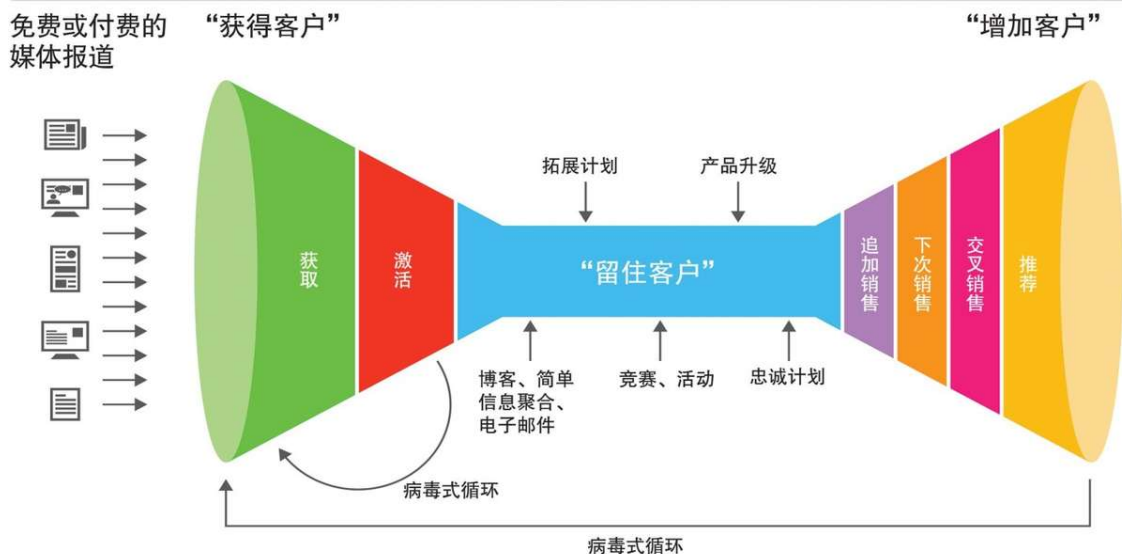 免费或付费的
媒体报道
“获得客户”
“增加客户”
拓展计划
产品升级
获取
激活
“留住客户”
追加销售
下次销售
交叉销售
推荐
博客、简单
信息聚合、
电子邮件
竞赛、活动
忠诚计划
病毒式循环
病毒式循环